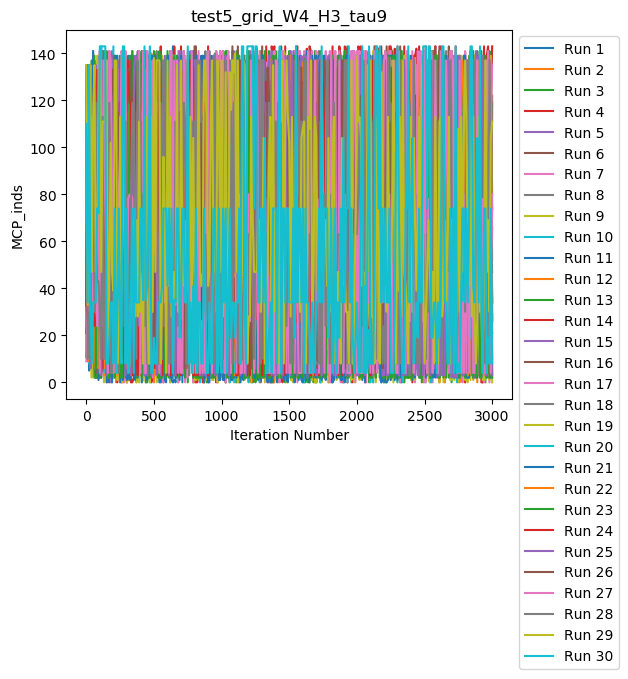 test5_grid_W4_H3_tau9
140
120
100
80
60
40
20
0
MCP_inds
0 500 1000 1500 2000 2500 3000
Iteration Number
Run 1
Run 2
Run 3
Run 4
Run 5
Run 6
Run 7
Run 8
Run 9
Run 10
Run 11
Run 12
Run 13
Run 14
Run 15
Run 16
Run 17
Run 18
Run 19
Run 20
Run 21
Run 22
Run 23
Run 24
Run 25
Run 26
Run 27
Run 28
Run 29
Run 30